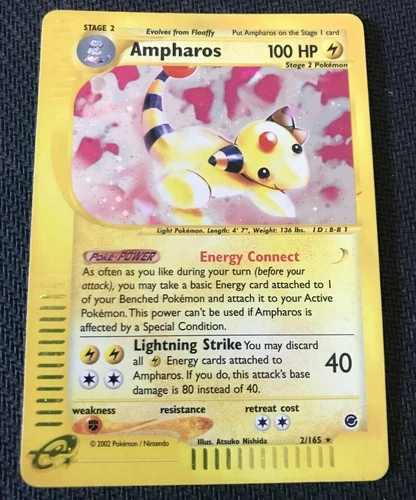 STAGE 2
Evolves from Flaaffy
Put Ampharos on the Stage 1 card
Ampharos
100 HP
Stage 2 Pokémon
Light Pokémon. Length: 4' 7", Weight: 136 lbs. ID: B-81
Poké-POWER
Energy Connect
As often as you like during your turn (before your
attack), you may take a basic Energy card attached to 1
of your Benched Pokémon and attach it to your Active
Pokémon. This power can't be used if Ampharos is
affected by a Special Condition.
Lightning Strike You may discard
all Energy cards attached to
Ampharos. If you do, this attack's base
damage is 80 instead of 40.
40
weakness
resistance
retreat cost
© 2002 Pokémon / Nintendo
Illus. Atsuko Nishida
2/165 ★
e